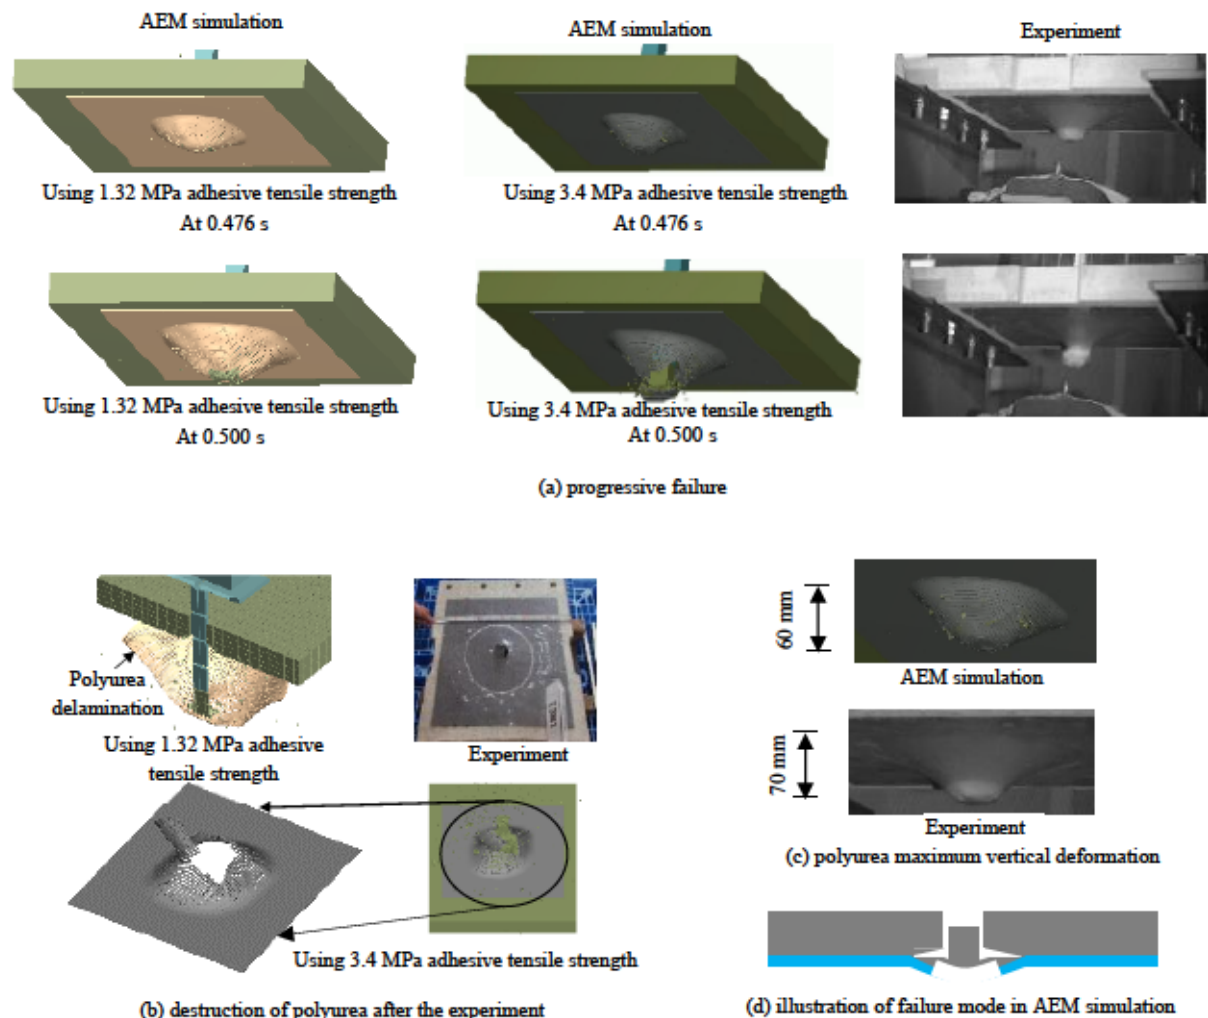 AEM simulation
AEM simulation
Experiment
Using 1.32 MPa adhesive tensile strength
At 0.476 s
Using 3.4 MPa adhesive tensile strength
At 0.476 s
Using 1.32 MPa adhesive tensile strength
At 0.500 s
Using 3.4 MPa adhesive tensile strength
At 0.500 s
(a) progressive failure
Polyurea
delamination
Using 1.32 MPa adhesive
tensile strength
Experiment
Using 3.4 MPa adhesive tensile strength
(b) destruction of polyurea after the experiment
60 mm
AEM simulation
70 mm
Experiment
(c) polyurea maximum vertical deformation
(d) illustration of failure mode in AEM simulation